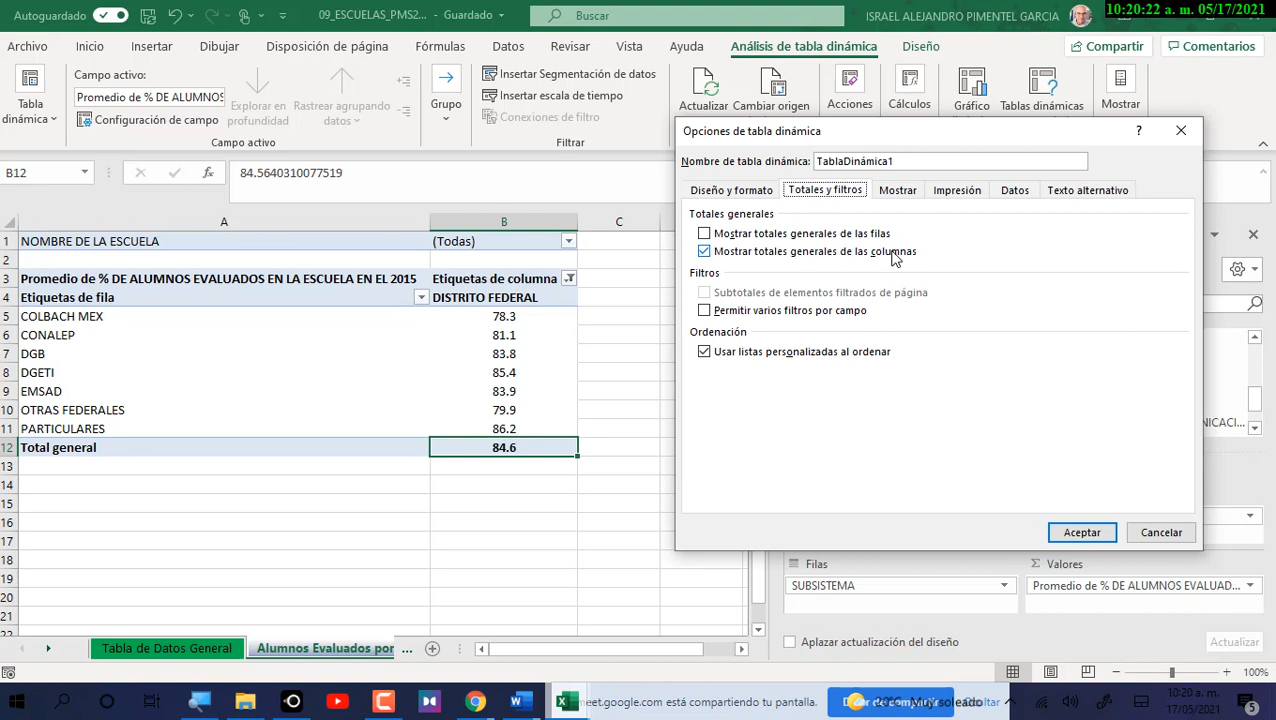 Autoguardado
09_ESCUELAS_PMS2... - Guardado
Buscar
ISRAEL ALEJANDRO PIMENTEL GARCIA
10:20:22 a. m. 05/17/2021
Archivo Inicio Insertar Dibujar Disposición de página Fórmulas Datos Revisar Vista Ayuda Análisis de tabla dinámica Diseño Compartir Comentarios
Tabla dinámica
Campo activo:
Promedio de % DE ALUMNOS
Configuración de campo
Explorar en profundidad
Rastrear agrupando datos
Campo activo
Grupo
Insertar Segmentación de datos
Insertar escala de tiempo
Conexiones de filtro
Filtrar
Actualizar
Cambiar origen
Acciones
Cálculos
Gráfico
Tablas dinámicas
Mostrar
B12
fx
84.5640310077519
A B C
1 NOMBRE DE LA ESCUELA (Todas)
2
3 Promedio de % DE ALUMNOS EVALUADOS EN LA ESCUELA EN EL 2015 Etiquetas de columna
4 Etiquetas de fila DISTRITO FEDERAL
5 COLBACH MEX 78.3
6 CONALEP 81.1
7 DGB 83.8
8 DGETI 85.4
9 EMSAD 83.9
10 OTRAS FEDERALES 79.9
11 PARTICULARES 86.2
12 Total general 84.6
13
14
15
16
17
18
19
20
21
22
Opciones de tabla dinámica
?
Nombre de tabla dinámica: TablaDinámica1
Diseño y formato Totales y filtros Mostrar Impresión Datos Texto alternativo
Totales generales
Mostrar totales generales de las filas
Mostrar totales generales de las columnas
Filtros
Subtotales de elementos filtrados de página
Permitir varios filtros por campo
Ordenación
Usar listas personalizadas al ordenar
Aceptar Cancelar
Filas
SUBSISTEMA
Σ Valores
Promedio de % DE ALUMNOS EVALUAD...
Aplazar actualización del diseño Actualizar
Tabla de Datos General Alumnos Evaluados por ...
100%
meet.google.com está compartiendo tu pantalla.
10:20 a. m.
17/05/2021
5